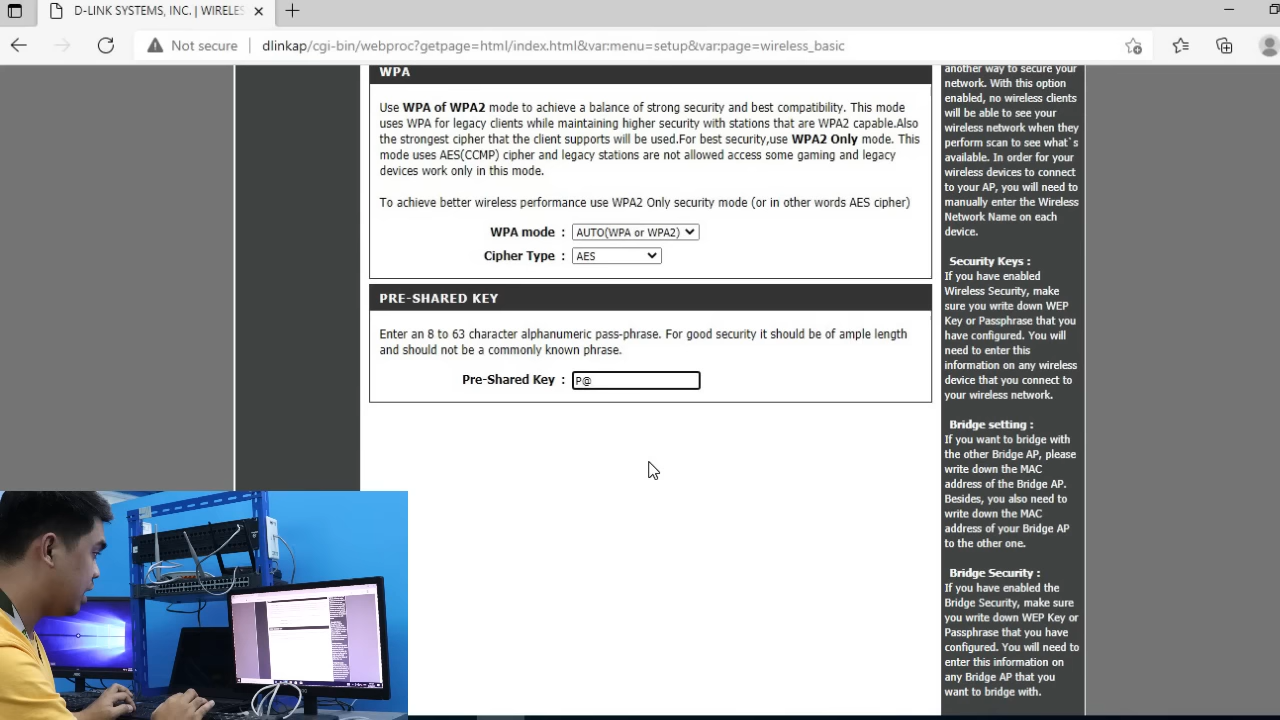 D-LINK SYSTEMS, INC. | WIRELES
Not secure
dlinkap/cgi-bin/webproc?getpage=html/index.html&var:menu=setup&var:page=wireless_basic
WPA
Use WPA of WPA2 mode to achieve a balance of strong security and best compatibility. This mode
uses WPA for legacy clients while maintaining higher security with stations that are WPA2 capable.Also
the strongest cipher that the client supports will be used.For best security,use WPA2 Only mode. This
mode uses AES(CCMP) cipher and legacy stations are not allowed access some gaming and legacy
devices work only in this mode.
To achieve better wireless performance use WPA2 Only security mode (or in other words AES cipher)
WPA mode : AUTO(WPA or WPA2)
Cipher Type : AES
PRE-SHARED KEY
Enter an 8 to 63 character alphanumeric pass-phrase. For good security it should be of ample length
and should not be a commonly known phrase.
Pre-Shared Key : P@
another way to secure your
network. With this option
enabled, no wireless clients
will be able to see your
wireless network when they
perform scan to see what`s
available. In order for your
wireless devices to connect
to your AP, you will need to
manually enter the Wireless
Network Name on each
device.
Security Keys :
If you have enabled
Wireless Security, make
sure you write down WEP
Key or Passphrase that you
have configured. You will
need to enter this
information on any wireless
device that you connect to
your wireless network.
Bridge setting :
If you want to bridge with
the other Bridge AP, please
write down the MAC
address of the Bridge AP.
Besides, you also need to
write down the MAC
address of your Bridge AP
to the other one.
Bridge Security :
If you have enabled the
Bridge Security, make sure
you write down WEP Key or
Passphrase that you have
configured. You will need to
enter this information on
any Bridge AP that you
want to bridge with.